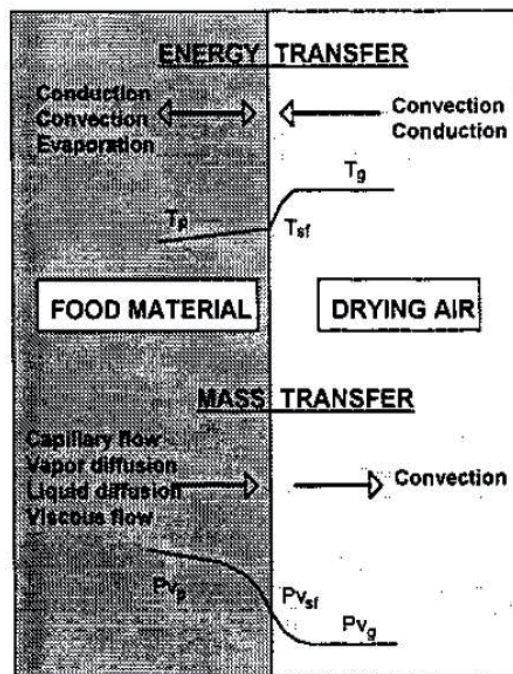 ENERGY TRANSFER
Conduction
Convection
Evaporation
Convection
Conduction
Tg
Tp
Tsf
FOOD MATERIAL
DRYING AIR
MASS TRANSFER
Capillary flow
Vapor diffusion
Liquid diffusion
Viscous flow
Convection
Pvp
Pvsf
Pvg